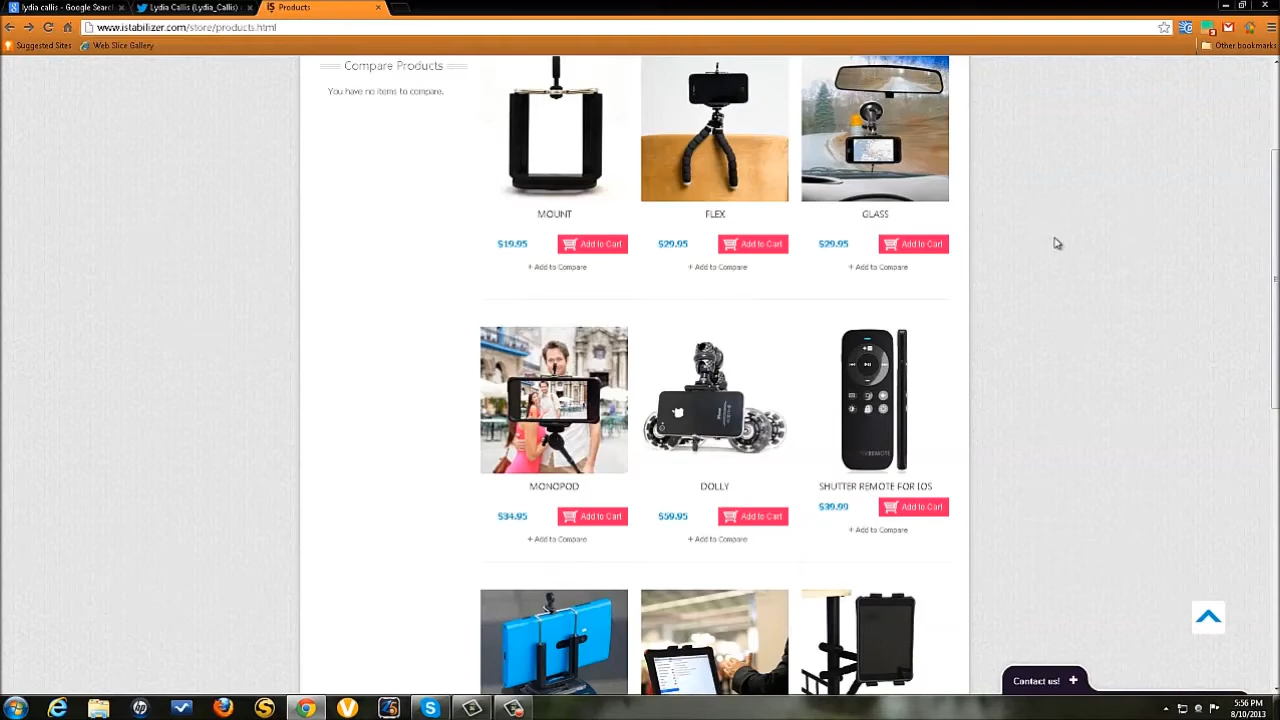 lydia callis - Google Searc
Lydia Callis (Lydia_Callis)
Products
www.istabilizer.com/store/products.html
Suggested Sites
Web Slice Gallery
Other bookmarks
Compare Products
You have no items to compare.
MOUNT
FLEX
GLASS
$19.95
Add to Cart
$29.95
Add to Cart
$29.95
Add to Cart
+ Add to Compare
+ Add to Compare
+ Add to Compare
MONOPOD
DOLLY
SHUTTER REMOTE FOR IOS
$34.95
Add to Cart
$59.95
Add to Cart
$39.99
Add to Cart
+ Add to Compare
+ Add to Compare
+ Add to Compare
Contact us! +
5:56 PM
8/10/2013